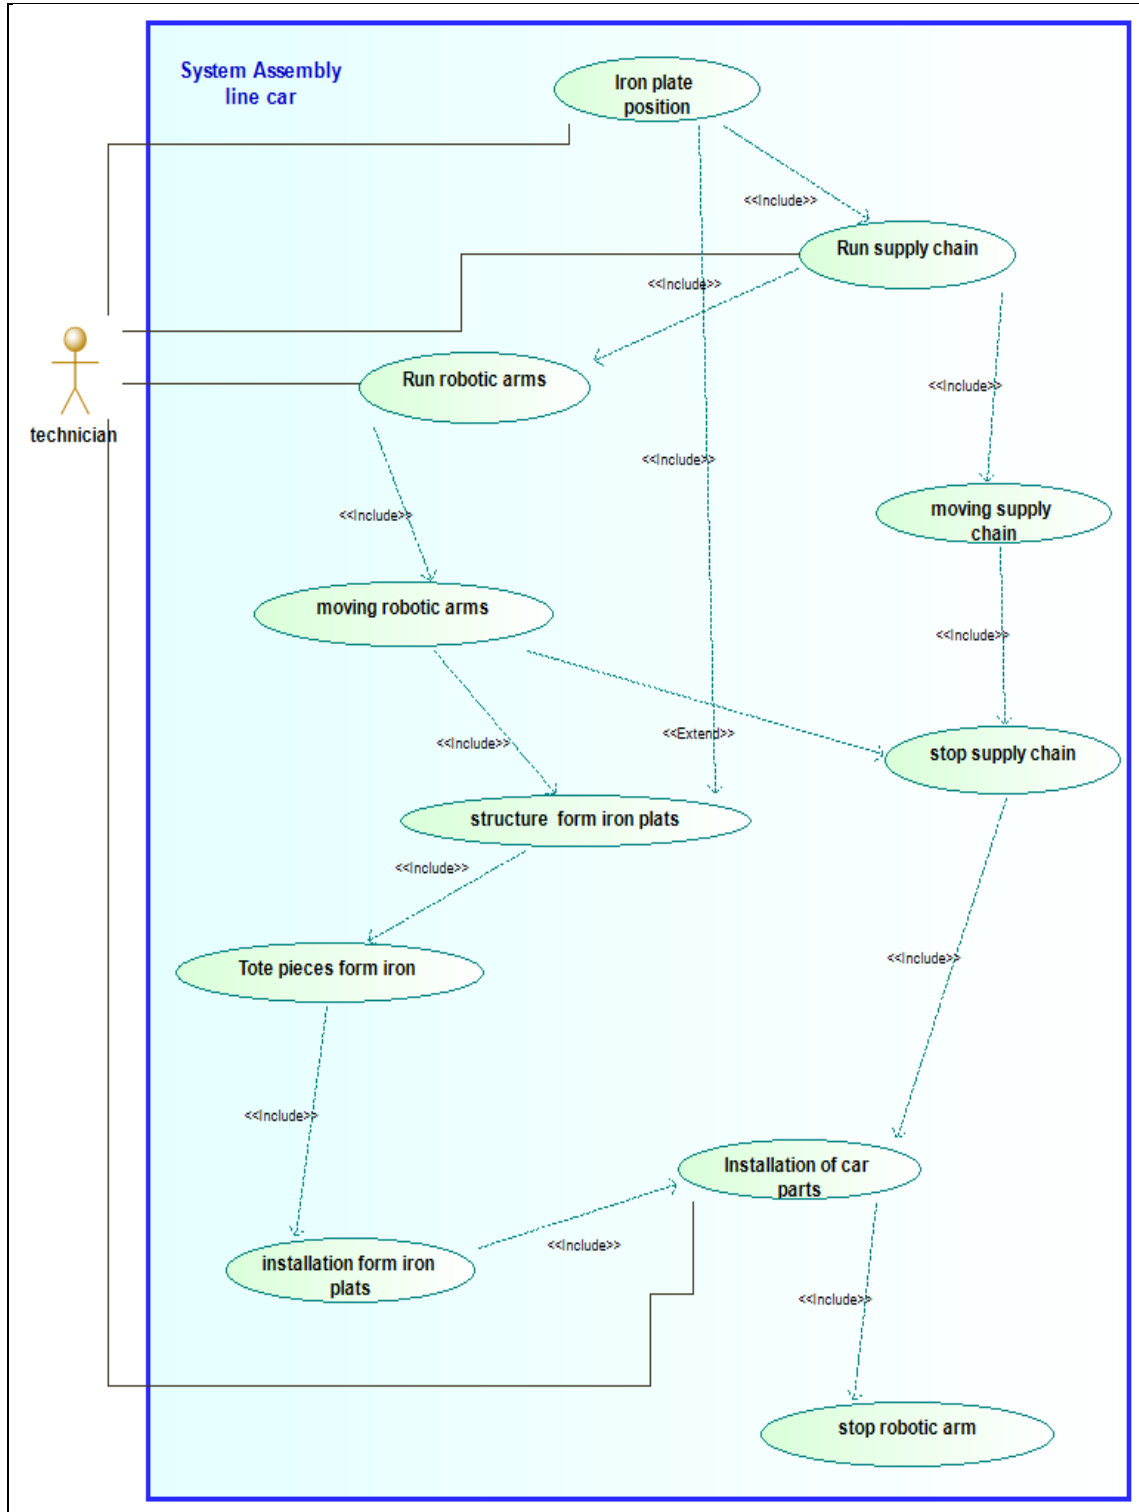 System Assembly
line car
Iron plate
position
<<Include>>
Run supply chain
<<Include>>
Run robotic arms
<<Include>>
<<Include>>
<<Include>>
moving supply
chain
technician
moving robotic arms
<<Include>>
<<Include>>
<<Extend>>
stop supply chain
structure  form iron plats
<<Include>>
Tote pieces form iron
<<Include>>
<<Include>>
Installation of car
parts
installation form iron
plats
<<Include>>
<<Include>>
stop robotic arm